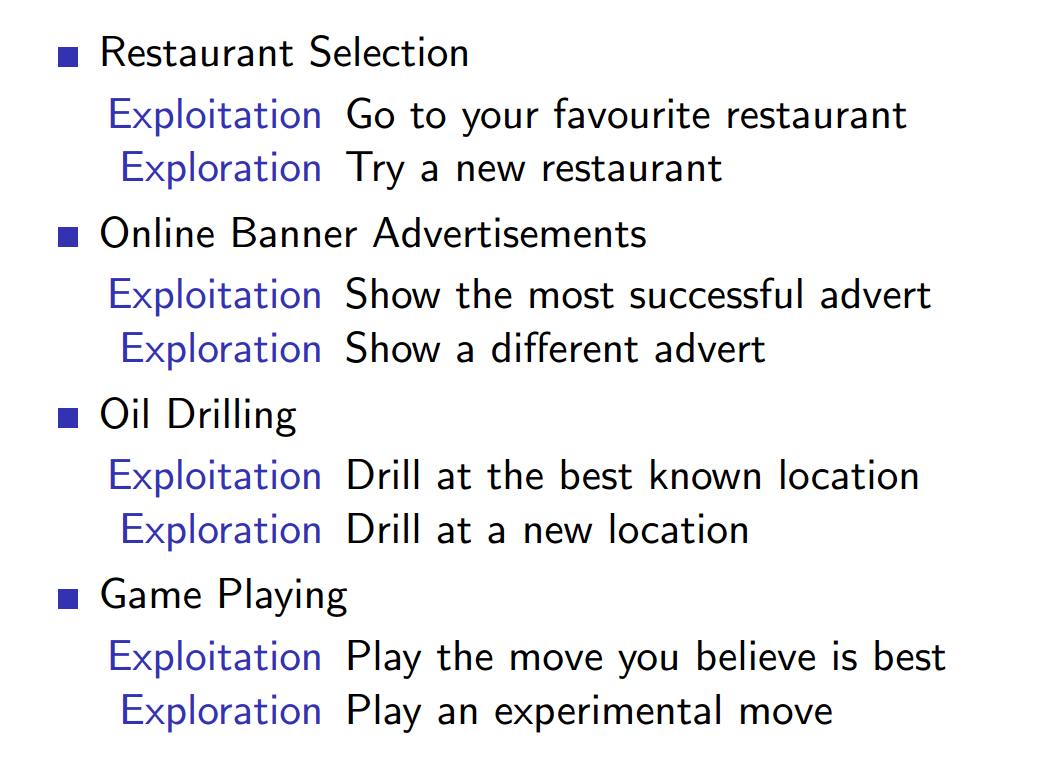 Restaurant Selection
Exploitation Go to your favourite restaurant
Exploration Try a new restaurant
Online Banner Advertisements
Exploitation Show the most successful advert
Exploration Show a different advert
Oil Drilling
Exploitation Drill at the best known location
Exploration Drill at a new location
Game Playing
Exploitation Play the move you believe is best
Exploration Play an experimental move